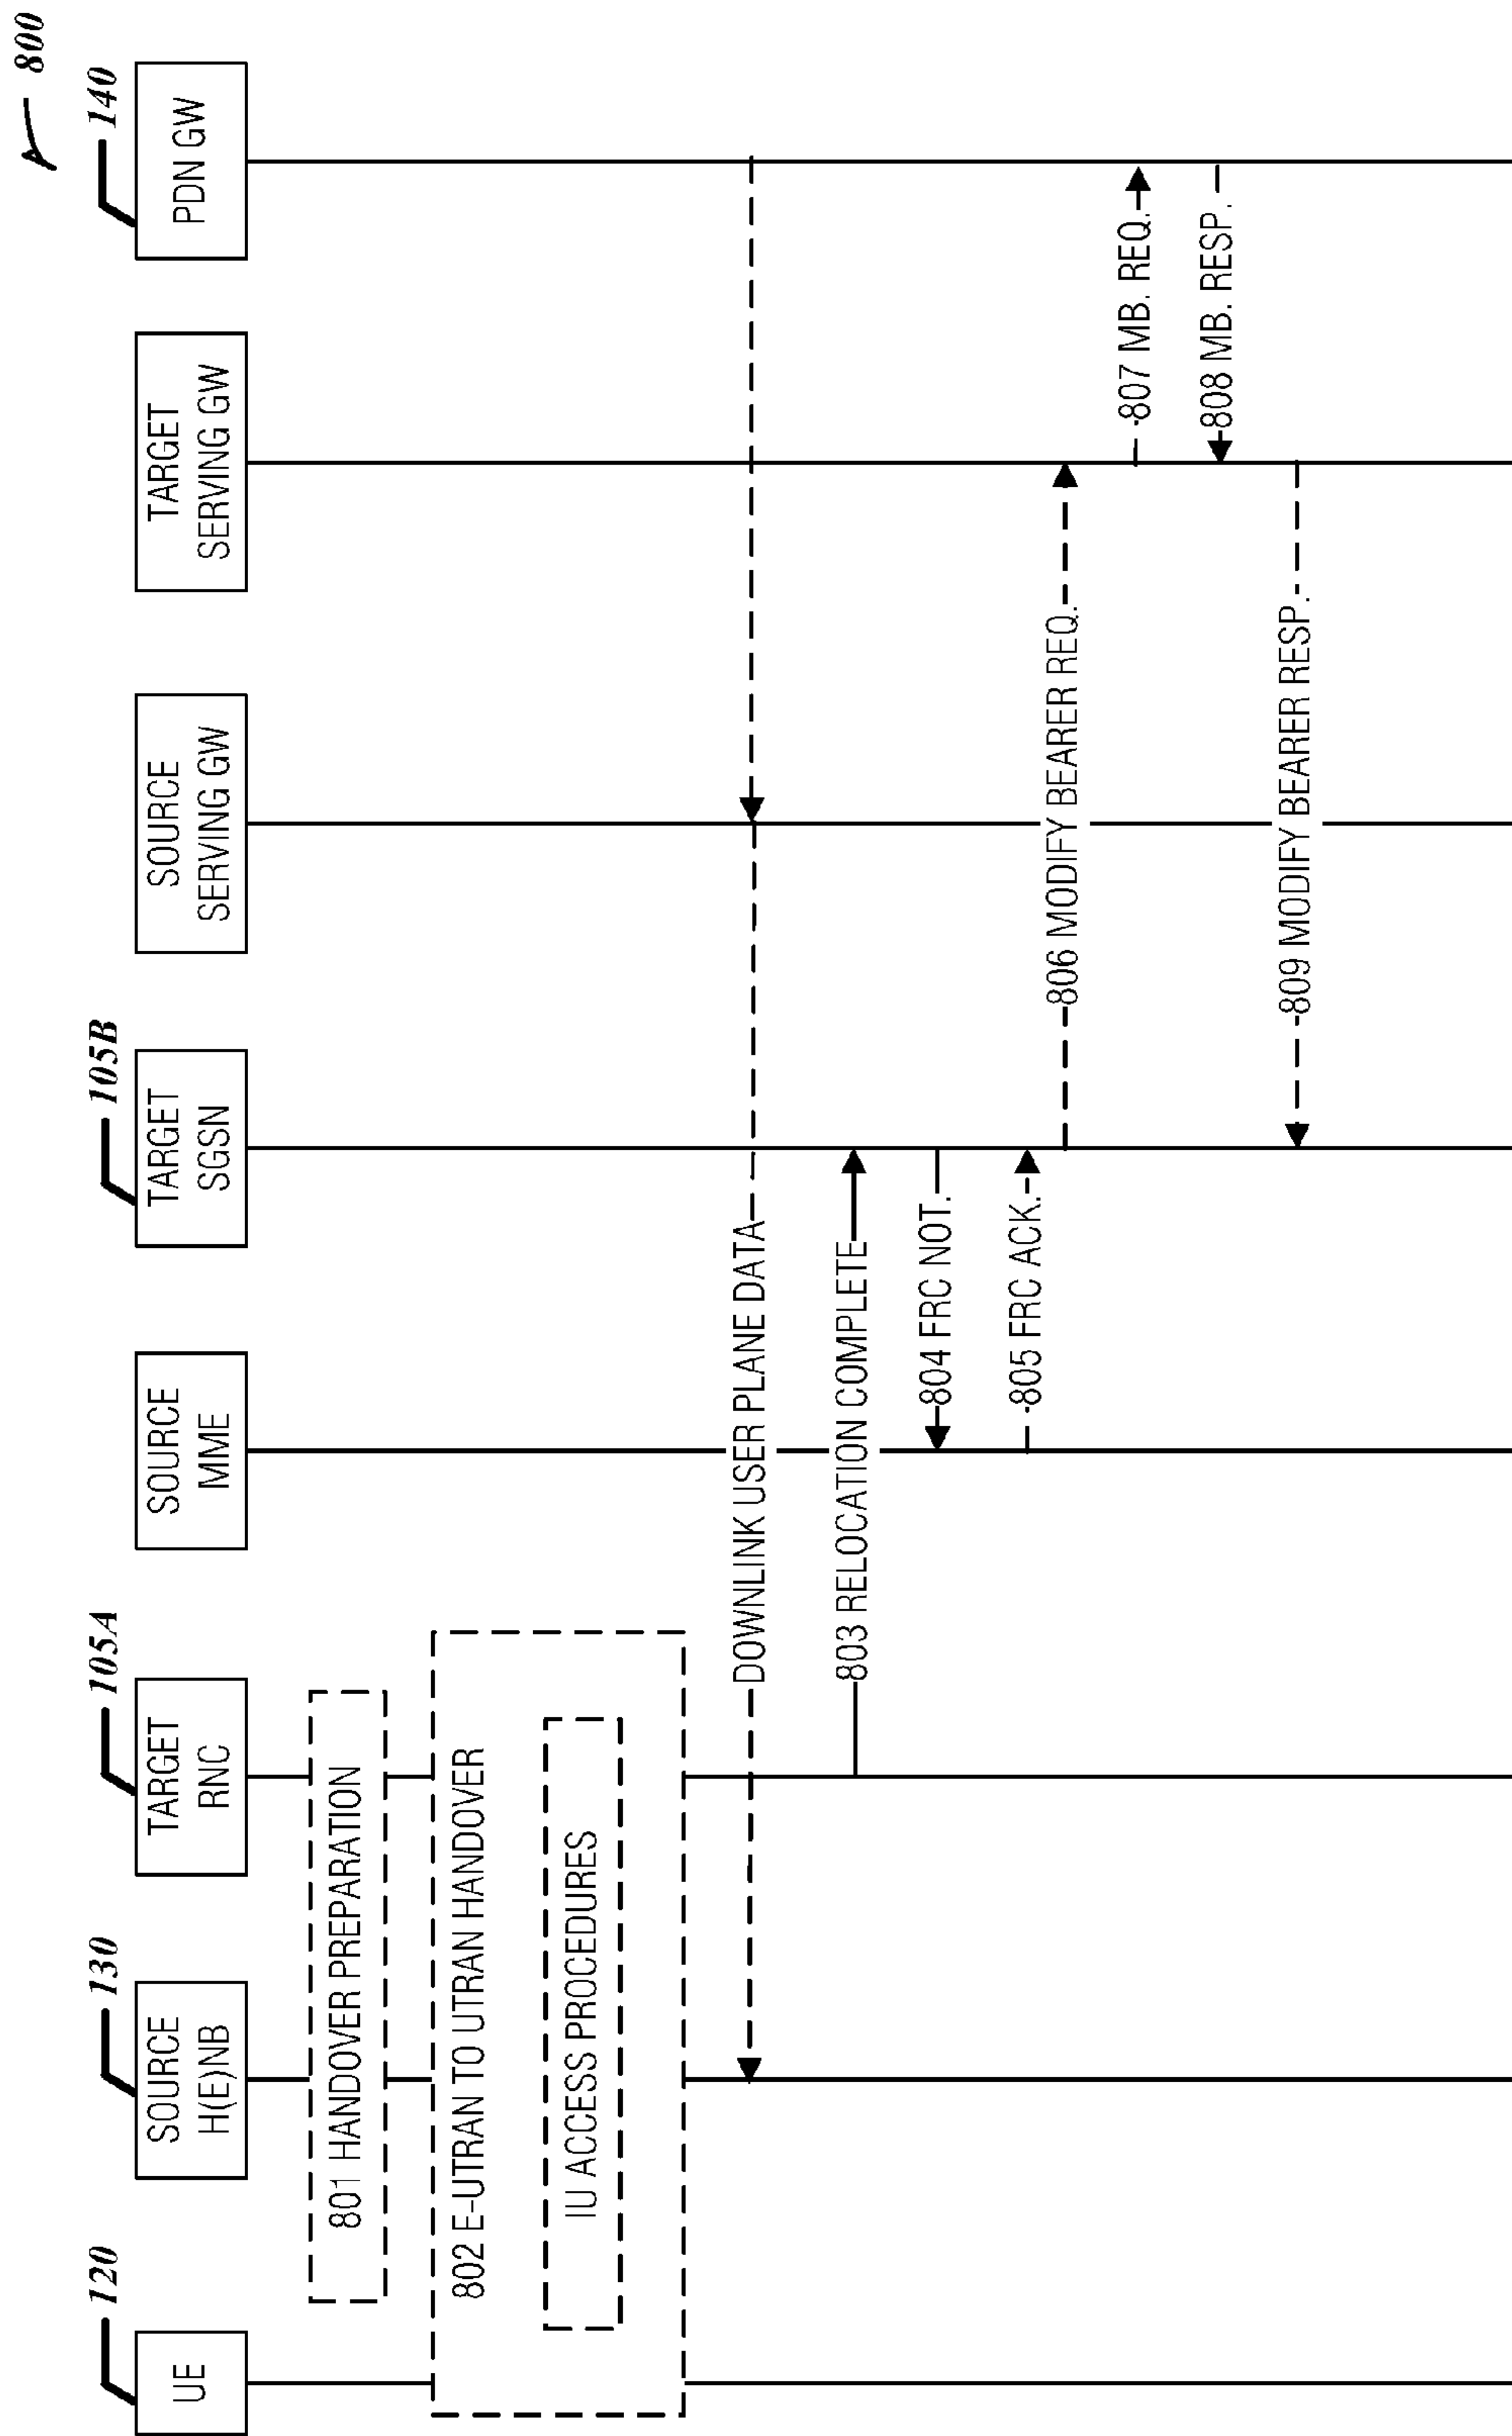 800
120
130
105A
105B
140
UE
SOURCE
H(E)NB
TARGET
RNC
SOURCE
MME
TARGET
SGSN
SOURCE
SERVING GW
TARGET
SERVING GW
PDN GW
801 HANDOVER PREPARATION
802 E-UTRAN TO UTRAN HANDOVER
IU ACCESS PROCEDURES
DOWNLINK USER PLANE DATA
803 RELOCATION COMPLETE
804 FRC NOT.
805 FRC ACK.
806 MODIFY BEARER REQ.
807 MB. REQ.
808 MB. RESP.
809 MODIFY BEARER RESP.